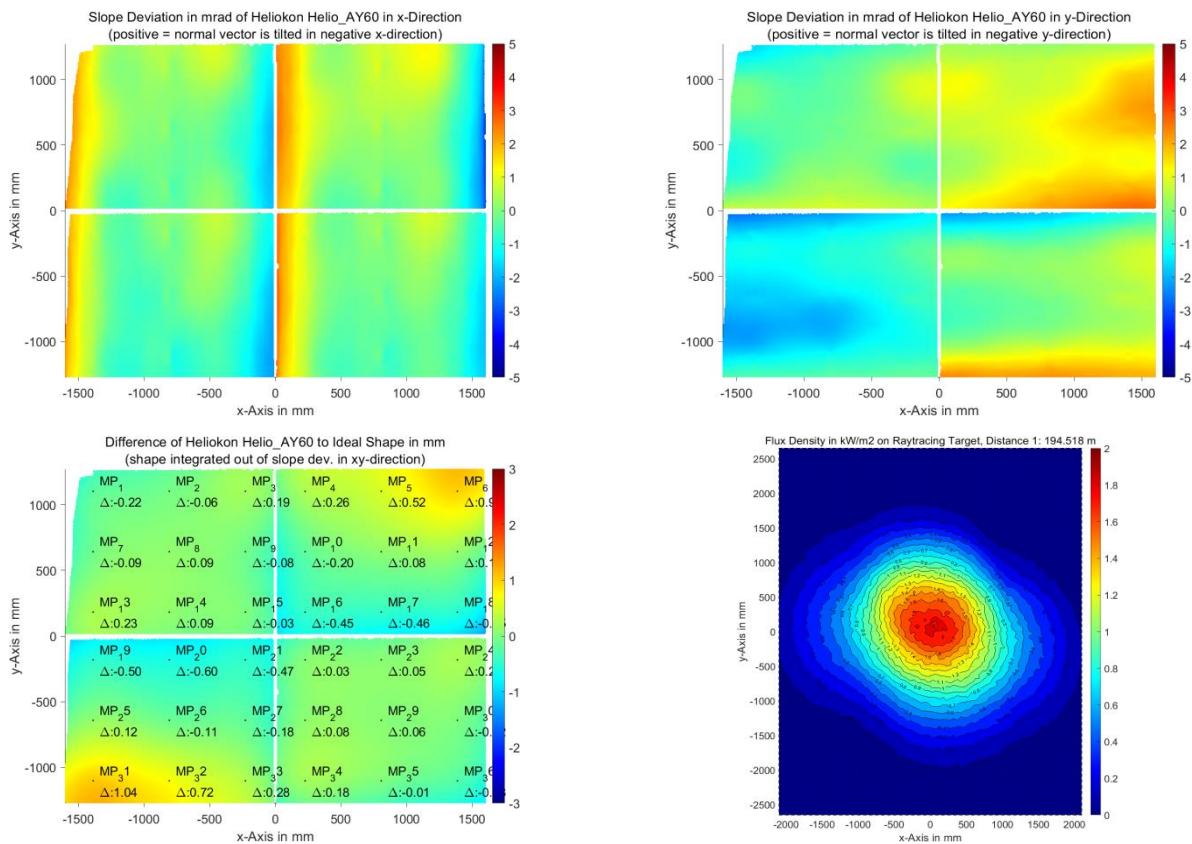 Slope Deviation in mrad of Heliokon Helio_AY60 in x-Direction
(positive = normal vector is tilted in negative x-direction)
1000
500
0
-500
-1000
y-Axis in mm
-1500 -1000 -500 0 500 1000 1500
x-Axis in mm
5
4
3
2
1
0
-1
-2
-3
-4
-5
Slope Deviation in mrad of Heliokon Helio_AY60 in y-Direction
(positive = normal vector is tilted in negative y-direction)
1000
500
0
-500
-1000
y-Axis in mm
-1500 -1000 -500 0 500 1000 1500
x-Axis in mm
5
4
3
2
1
0
-1
-2
-3
-4
-5
Difference of Heliokon Helio_AY60 to Ideal Shape in mm
(shape integrated out of slope dev. in xy-direction)
1000
500
0
-500
-1000
y-Axis in mm
MP1 MP2 MP3 MP4 MP5 MP6
Δ:-0.22 Δ:-0.06 Δ:0.19 Δ:0.26 Δ:0.52
MP7 MP8 MP9 MP10 MP11
Δ:-0.09 Δ:0.09 Δ:-0.08 Δ:-0.20 Δ:0.08
MP13 MP14 MP15 MP16 MP17
Δ:0.23 Δ:0.09 Δ:-0.03 Δ:-0.45 Δ:-0.46
MP19 MP20 MP21 MP22 MP23
Δ:-0.50 Δ:-0.60 Δ:-0.47 Δ:0.03 Δ:0.05
MP25 MP26 MP27 MP28 MP29
Δ:0.12 Δ:-0.11 Δ:-0.18 Δ:0.08 Δ:0.06
MP31 MP32 MP33 MP34 MP35
Δ:1.04 Δ:0.72 Δ:0.28 Δ:0.18 Δ:-0.01
-1500 -1000 -500 0 500 1000 1500
x-Axis in mm
3
2
1
0
-1
-2
-3
Flux Density in kW/m2 on Raytracing Target, Distance 1: 194.518 m
2500
2000
1500
1000
500
0
-500
-1000
-1500
-2000
-2500
y-Axis in mm
-2000 -1500 -1000 -500 0 500 1000 1500 2000
x-Axis in mm
2
1.8
1.6
1.4
1.2
1
0.8
0.6
0.4
0.2
0